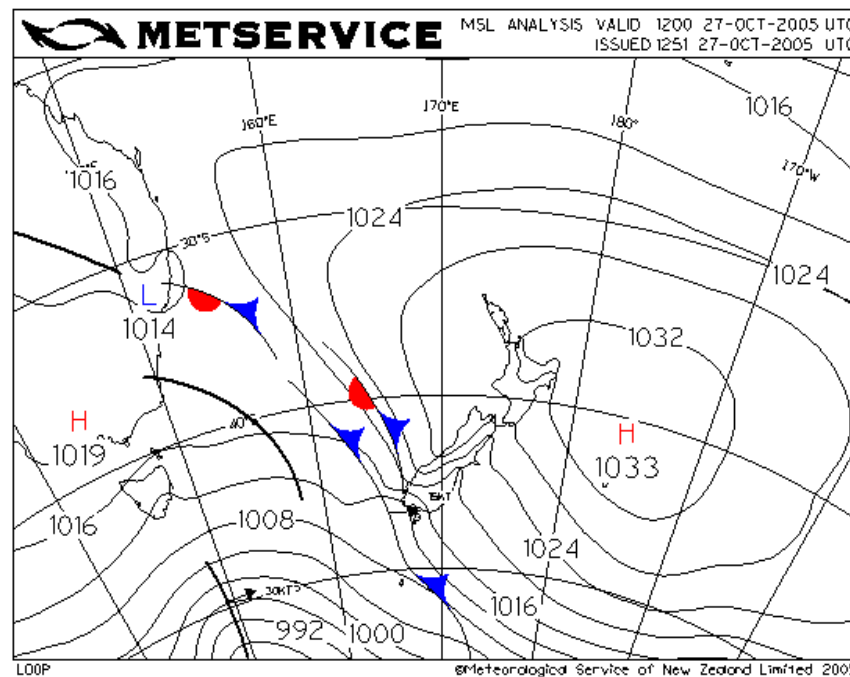 METSERVICE
MSL ANALYSIS VALID 1200 27-OCT-2005 UTC
ISSUED 1251 27-OCT-2005 UTC
1016
170°E
160°E
180°
170°W
1016
1024
30°S
1024
L
1014
1032
H
1019
40°
H
1033
15KT
1016
1008
1024
30KT
1016
992
1000
LOOP
©Meteorological Service of New Zealand Limited 2005